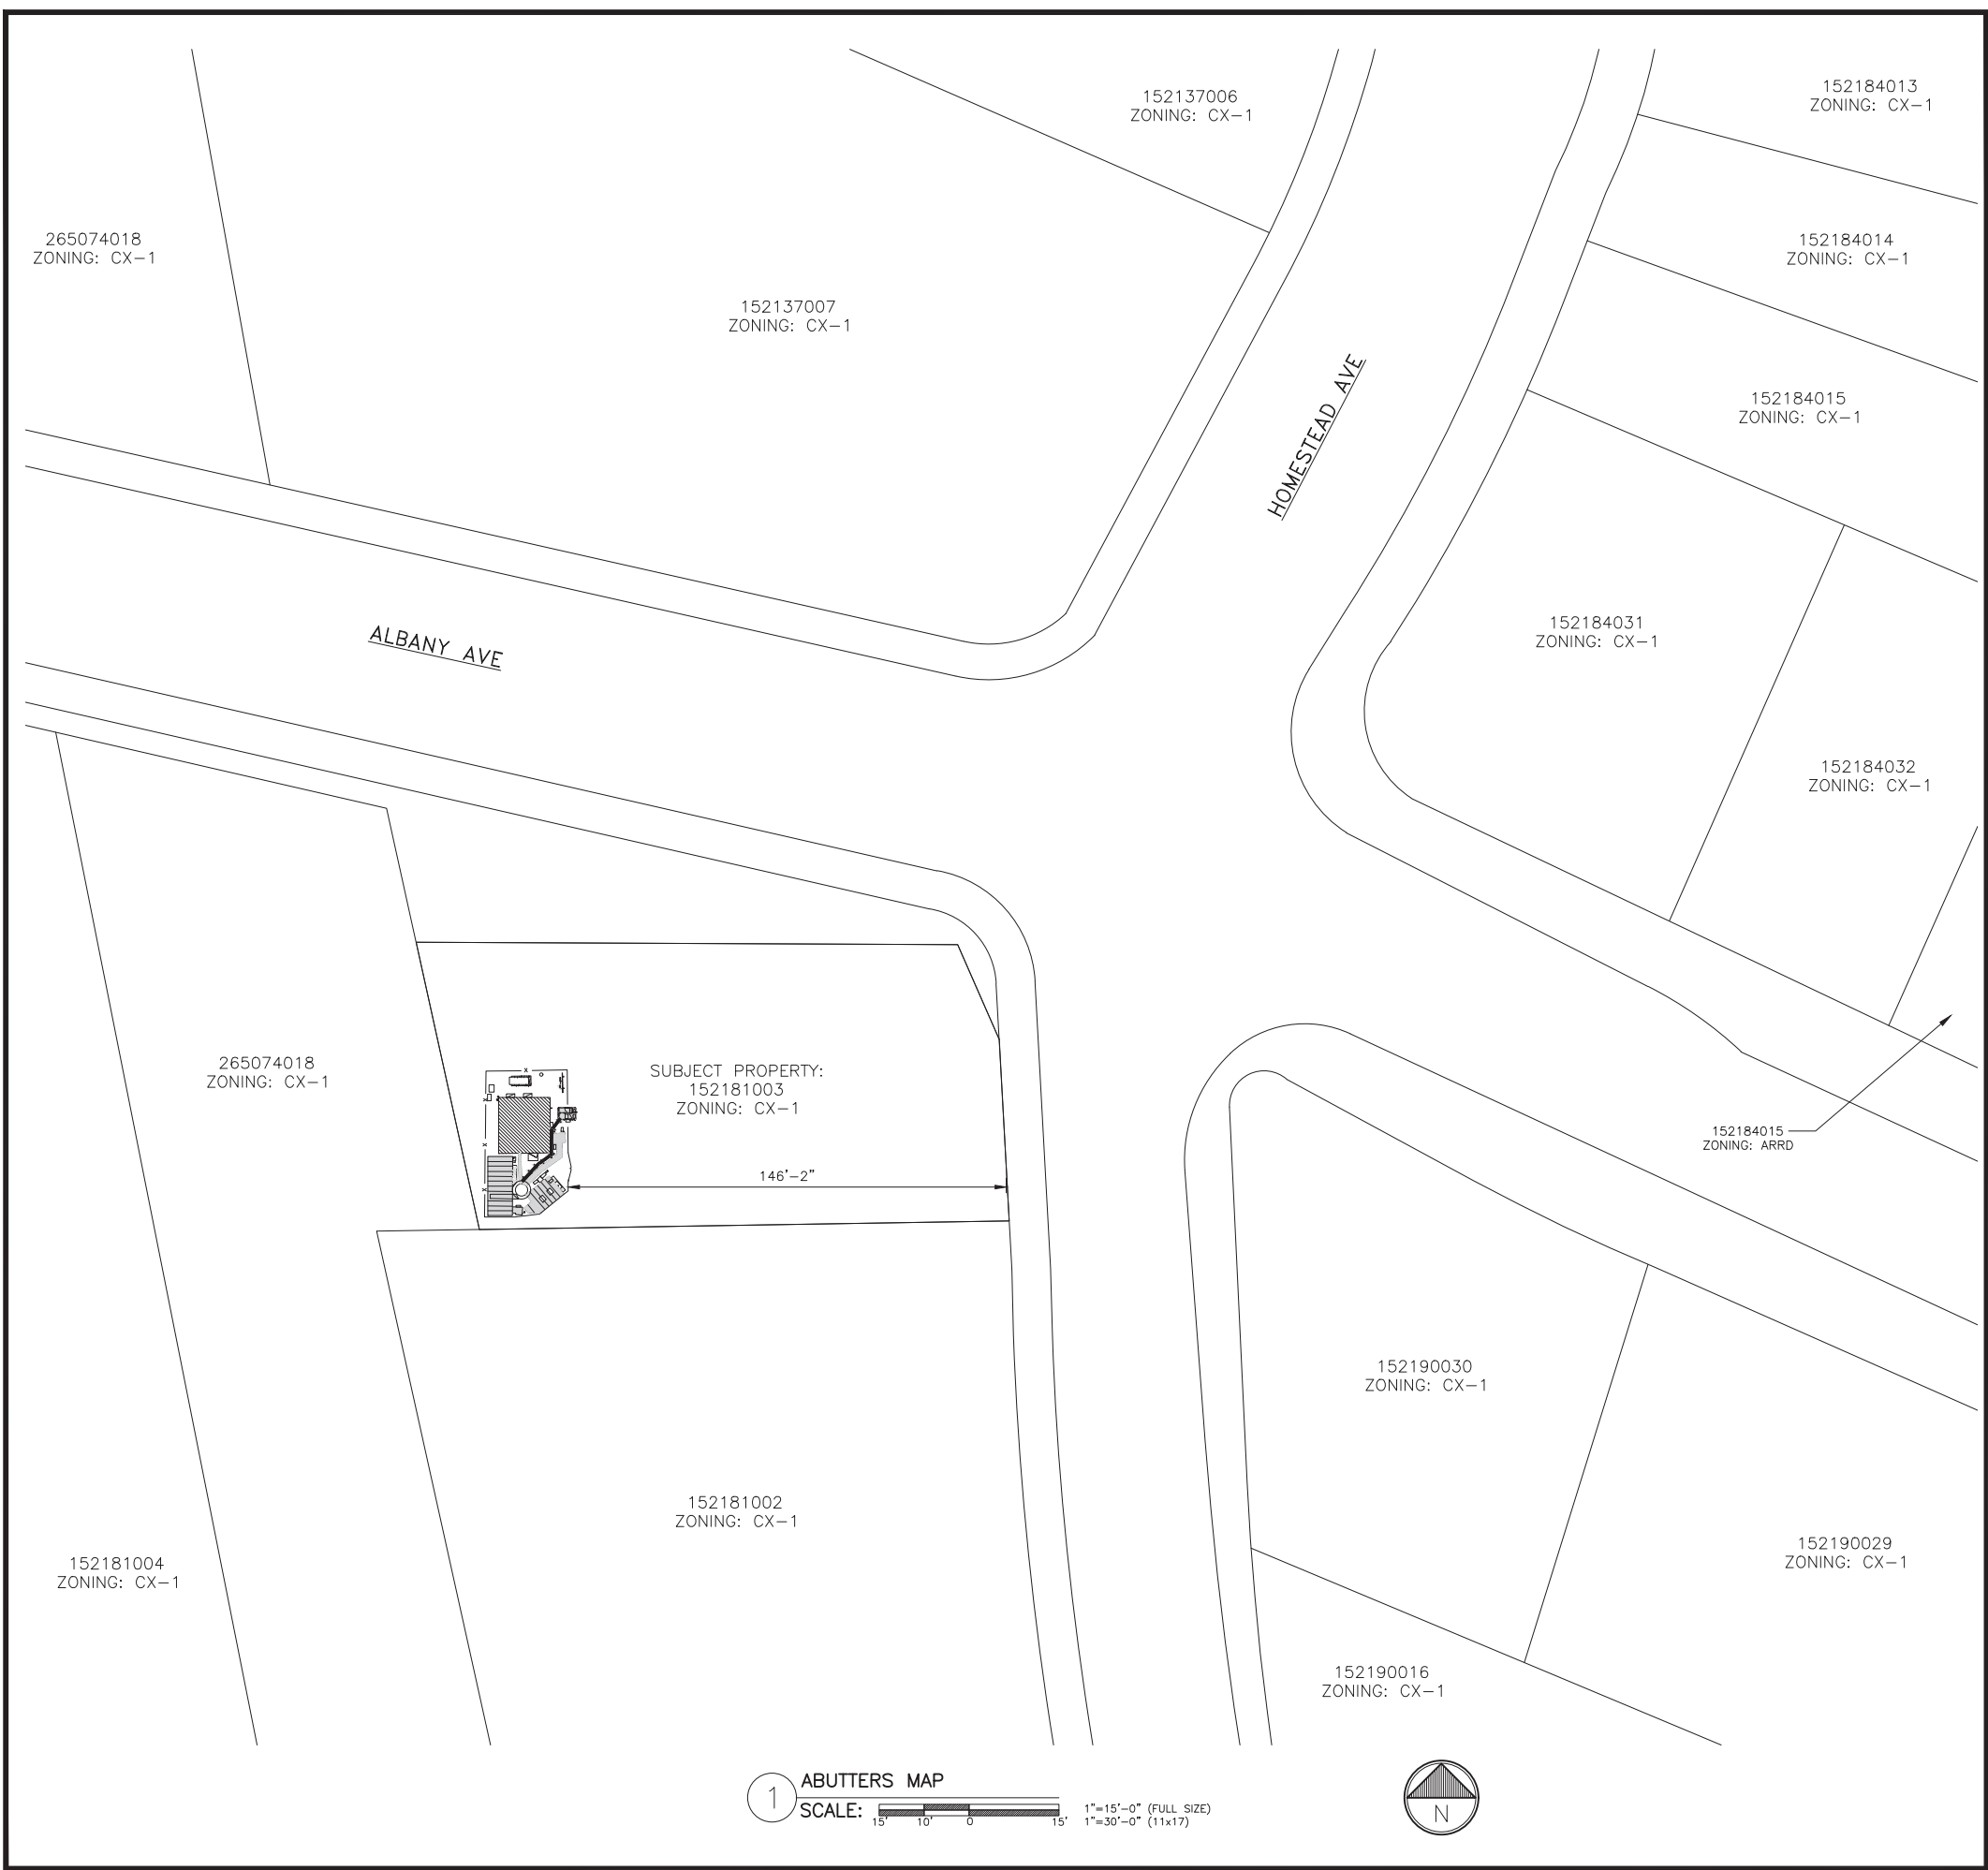 152137006
ZONING: CX-1
152184013
ZONING: CX-1
265074018
ZONING: CX-1
152184014
ZONING: CX-1
152137007
ZONING: CX-1
HOMESTEAD AVE
152184015
ZONING: CX-1
ALBANY AVE
152184031
ZONING: CX-1
152184032
ZONING: CX-1
265074018
ZONING: CX-1
SUBJECT PROPERTY:
152181003
ZONING: CX-1
146'-2"
152184015
ZONING: ARRD
152190030
ZONING: CX-1
152181002
ZONING: CX-1
152190029
ZONING: CX-1
152181004
ZONING: CX-1
152190016
ZONING: CX-1
1
ABUTTERS MAP
SCALE:
15' 10' 0 15'
1"=15'-0" (FULL SIZE)
1"=30'-0" (11x17)
N